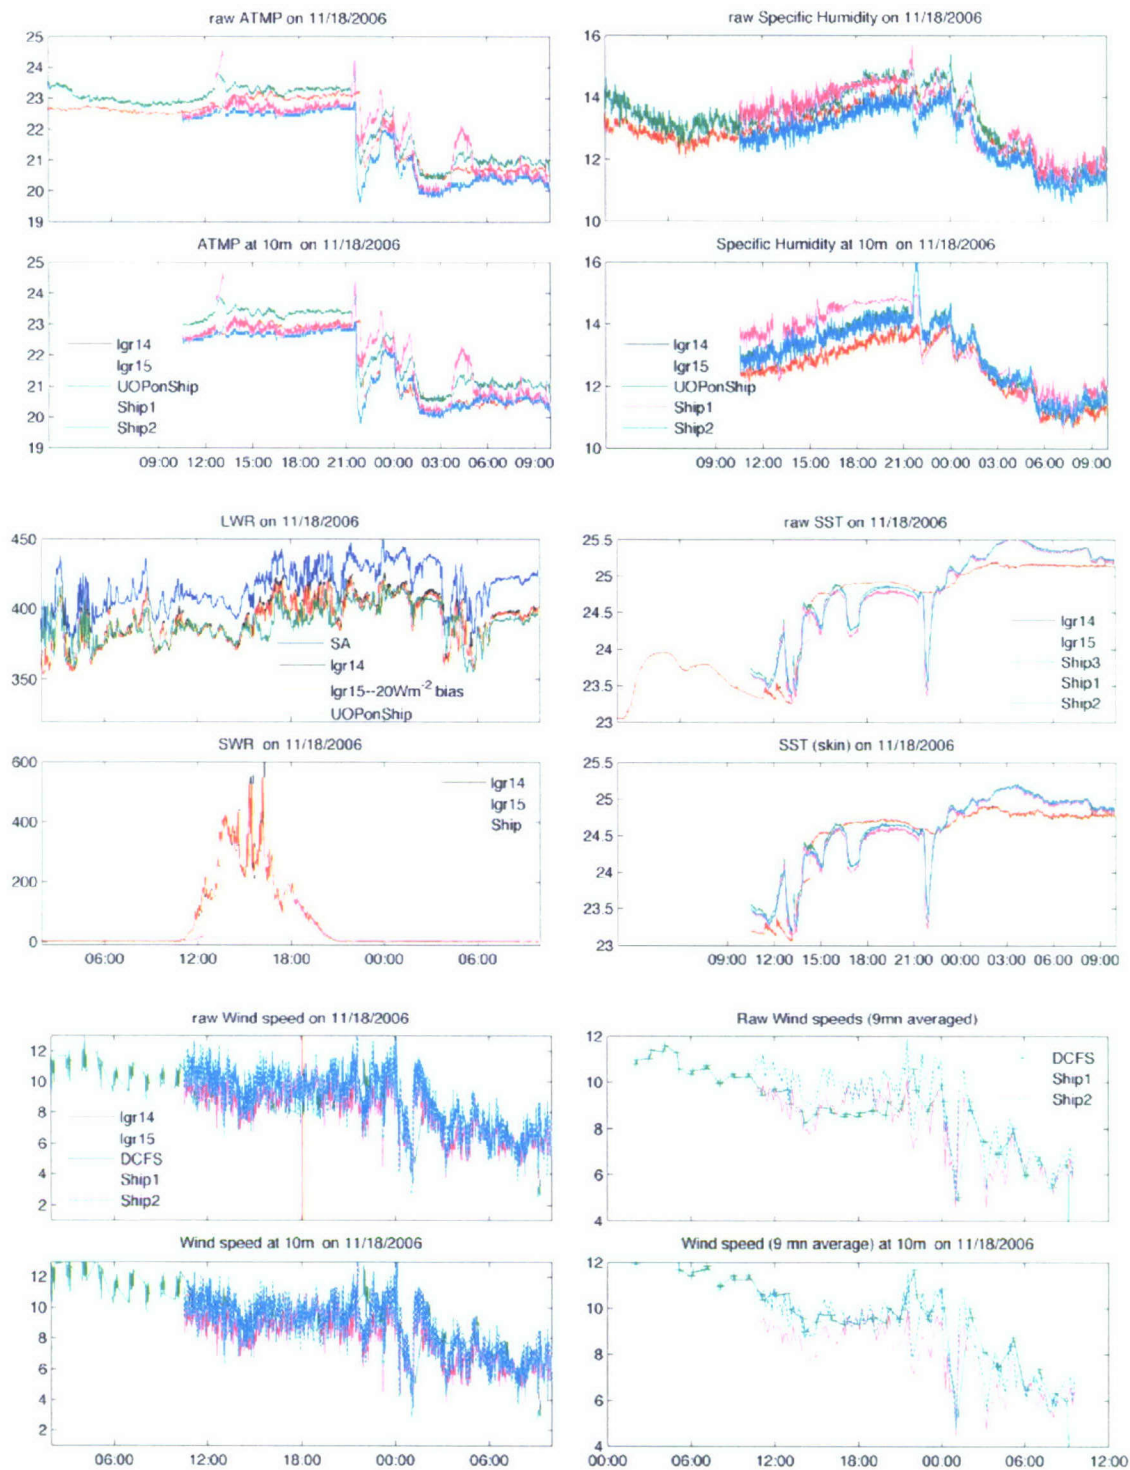 raw ATMP on 11/18/2006
25
24
23
22
21
20
19
ATMP at 10m on 11/18/2006
25
24
23
22
21
20
19
lgr14
lgr15
UOPonShip
Ship1
Ship2
09:00 12:00 15:00 18:00 21:00 00:00 03:00 06:00 09:00
raw Specific Humidity on 11/18/2006
16
14
12
10
Specific Humidity at 10m on 11/18/2006
16
14
12
10
lgr14
lgr15
UOPonShip
Ship1
Ship2
09:00 12:00 15:00 18:00 21:00 00:00 03:00 06:00 09:00
LWR on 11/18/2006
450
400
350
SA
lgr14
lgr15--20Wm-2 bias
UOPonShip
SWR on 11/18/2006
600
400
200
0
lgr14
lgr15
Ship
06:00 12:00 18:00 00:00 06:00
raw SST on 11/18/2006
25.5
25
24.5
24
23.5
23
lgr14
lgr15
Ship3
Ship1
Ship2
SST (skin) on 11/18/2006
25.5
25
24.5
24
23.5
23
09:00 12:00 15:00 18:00 21:00 00:00 03:00 06:00 09:00
raw Wind speed on 11/18/2006
12
10
8
6
4
2
lgr14
lgr15
DCFS
Ship1
Ship2
Wind speed at 10m on 11/18/2006
12
10
8
6
4
2
06:00 12:00 18:00 00:00 06:00
Raw Wind speeds (9mn averaged)
12
10
8
6
4
DCFS
Ship1
Ship2
Wind speed (9 mn average) at 10m on 11/18/2006
12
10
8
6
4
00:00 06:00 12:00 18:00 00:00 06:00 12:00